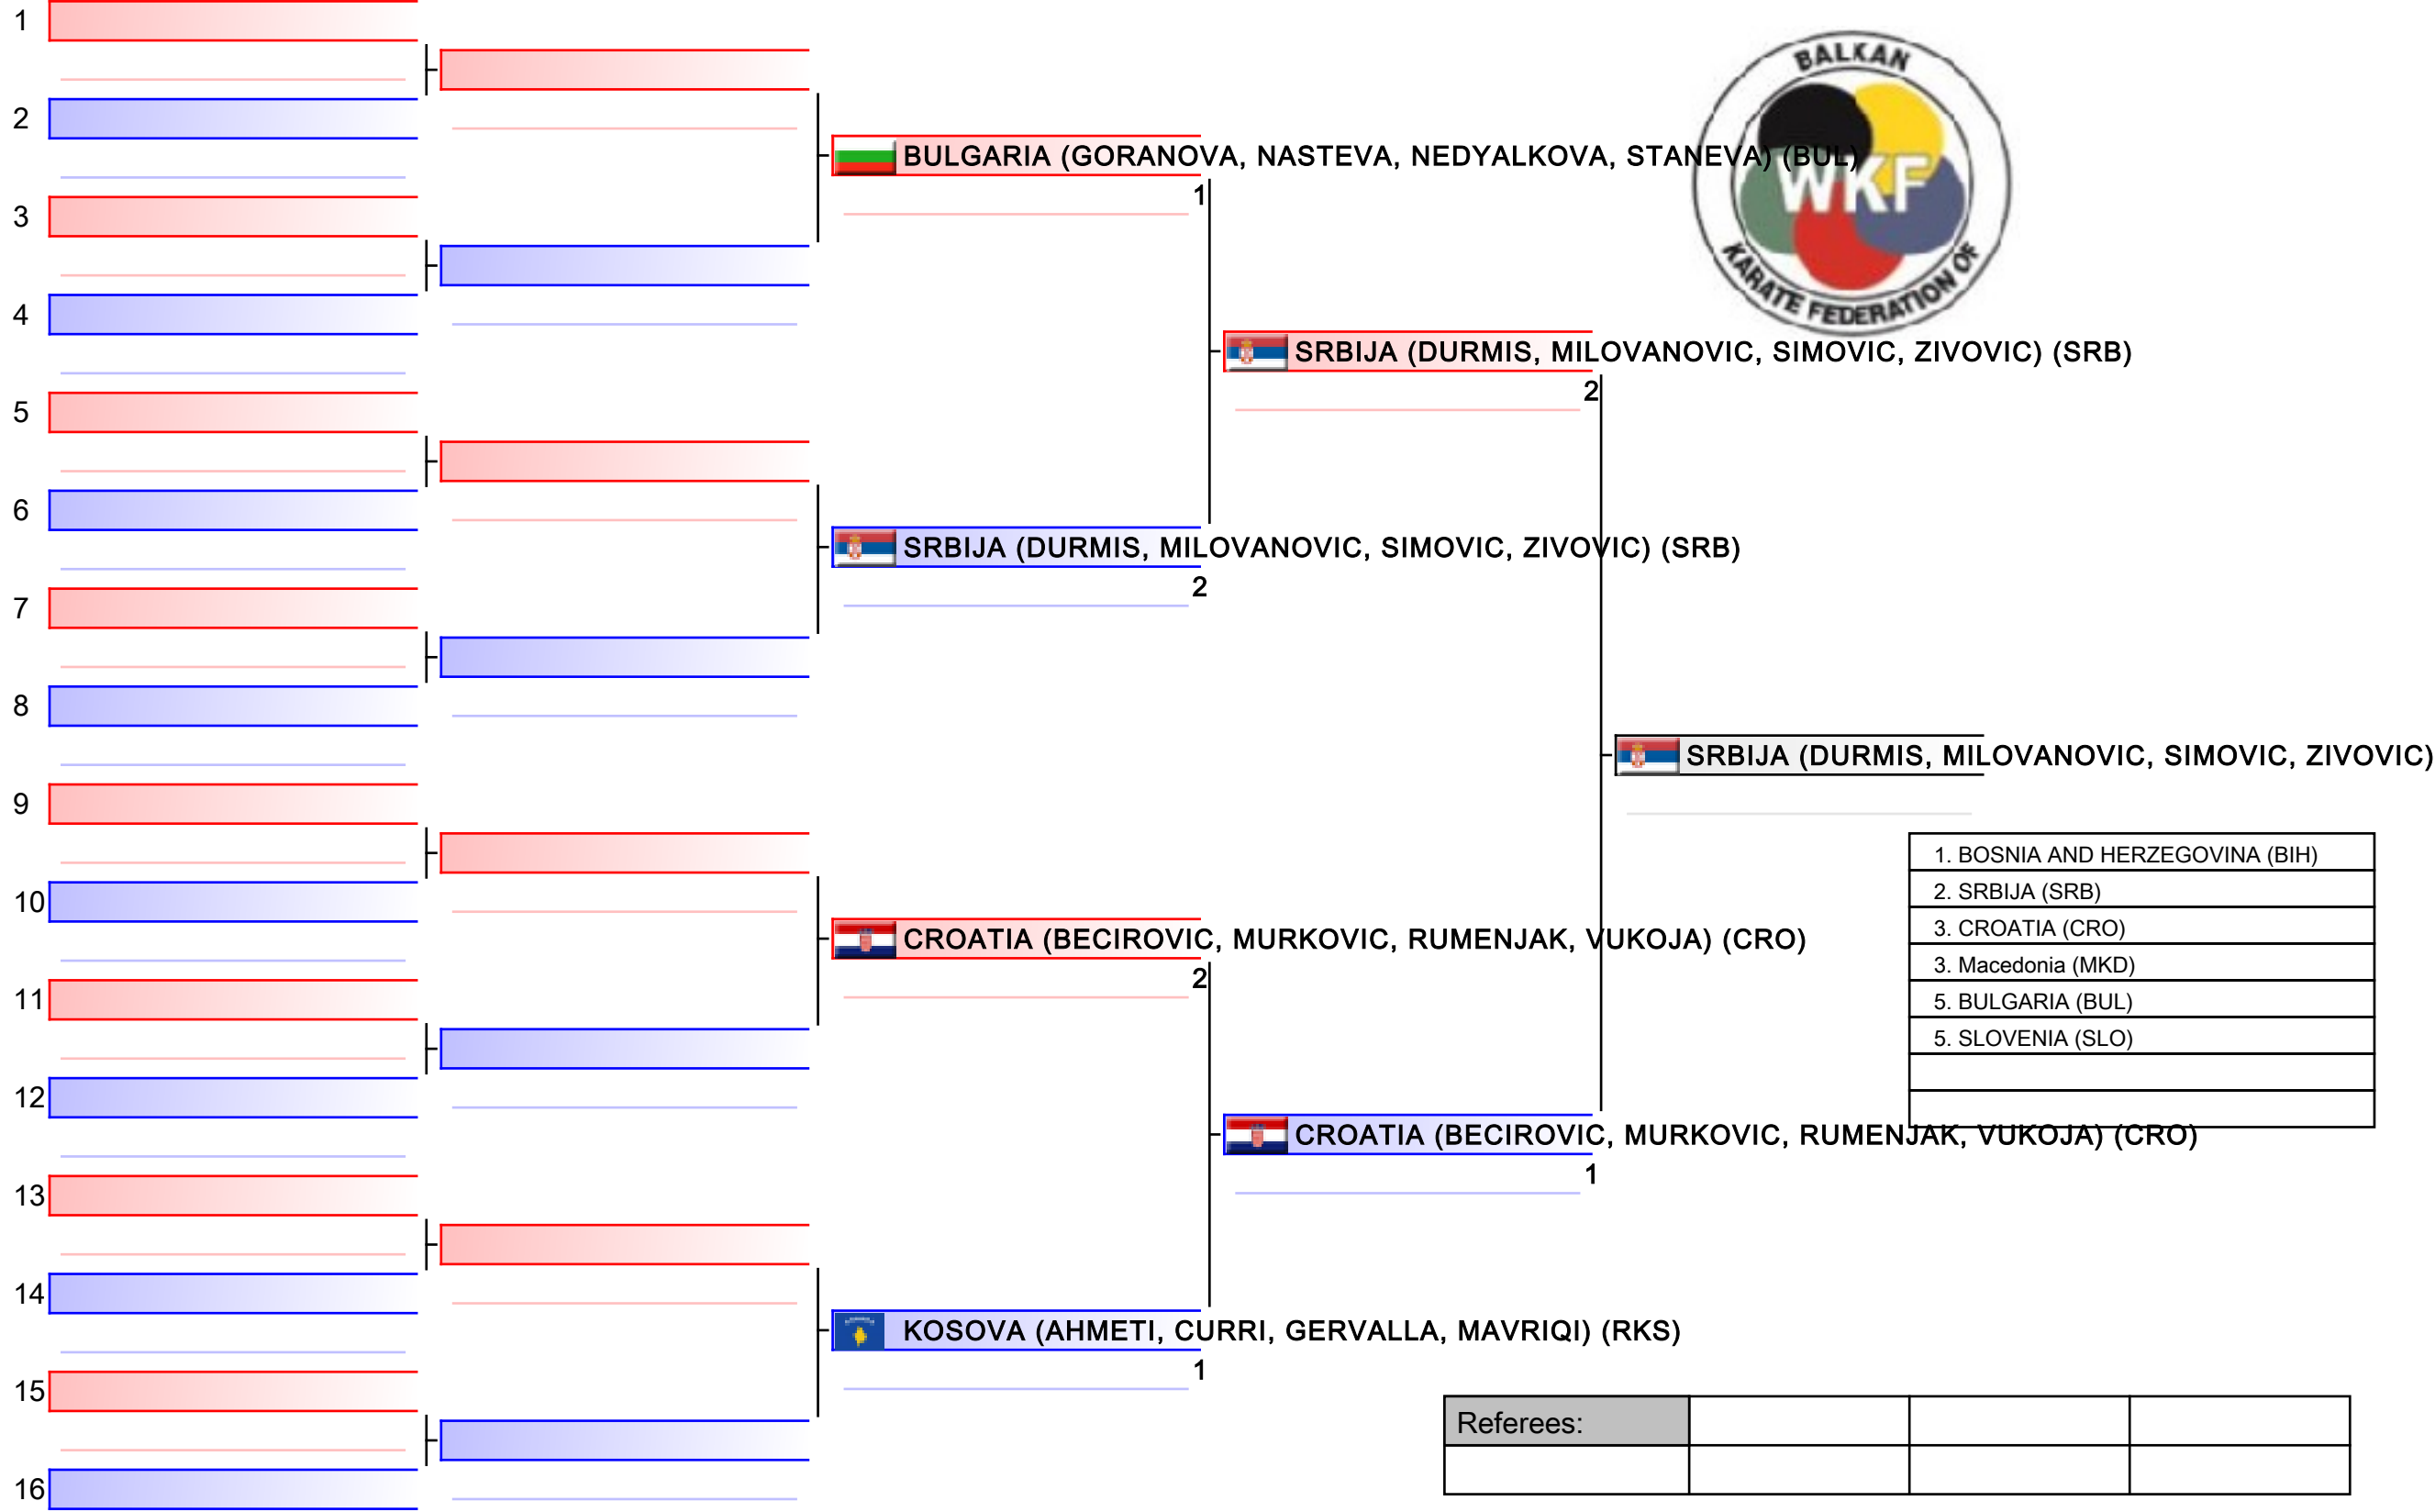 1
2
3
4
5
6
7
8
9
10
11
12
13
14
15
16
BULGARIA (GORANOVA, NASTEVA, NEDYALKOVA, STANEVA) (BUL)
1
SRBIJA (DURMIS, MILOVANOVIC, SIMOVIC, ZIVOVIC) (SRB)
2
CROATIA (BECIROVIC, MURKOVIC, RUMENJAK, VUKOJA) (CRO)
2
KOSOVA (AHMETI, CURRI, GERVALLA, MAVRIQI) (RKS)
1
SRBIJA (DURMIS, MILOVANOVIC, SIMOVIC, ZIVOVIC) (SRB)
2
CROATIA (BECIROVIC, MURKOVIC, RUMENJAK, VUKOJA) (CRO)
1
SRBIJA (DURMIS, MILOVANOVIC, SIMOVIC, ZIVOVIC)
BALKAN
WKF
KARATE FEDERATION OF
1. BOSNIA AND HERZEGOVINA (BIH)
2. SRBIJA (SRB)
3. CROATIA (CRO)
3. Macedonia (MKD)
5. BULGARIA (BUL)
5. SLOVENIA (SLO)
Referees: